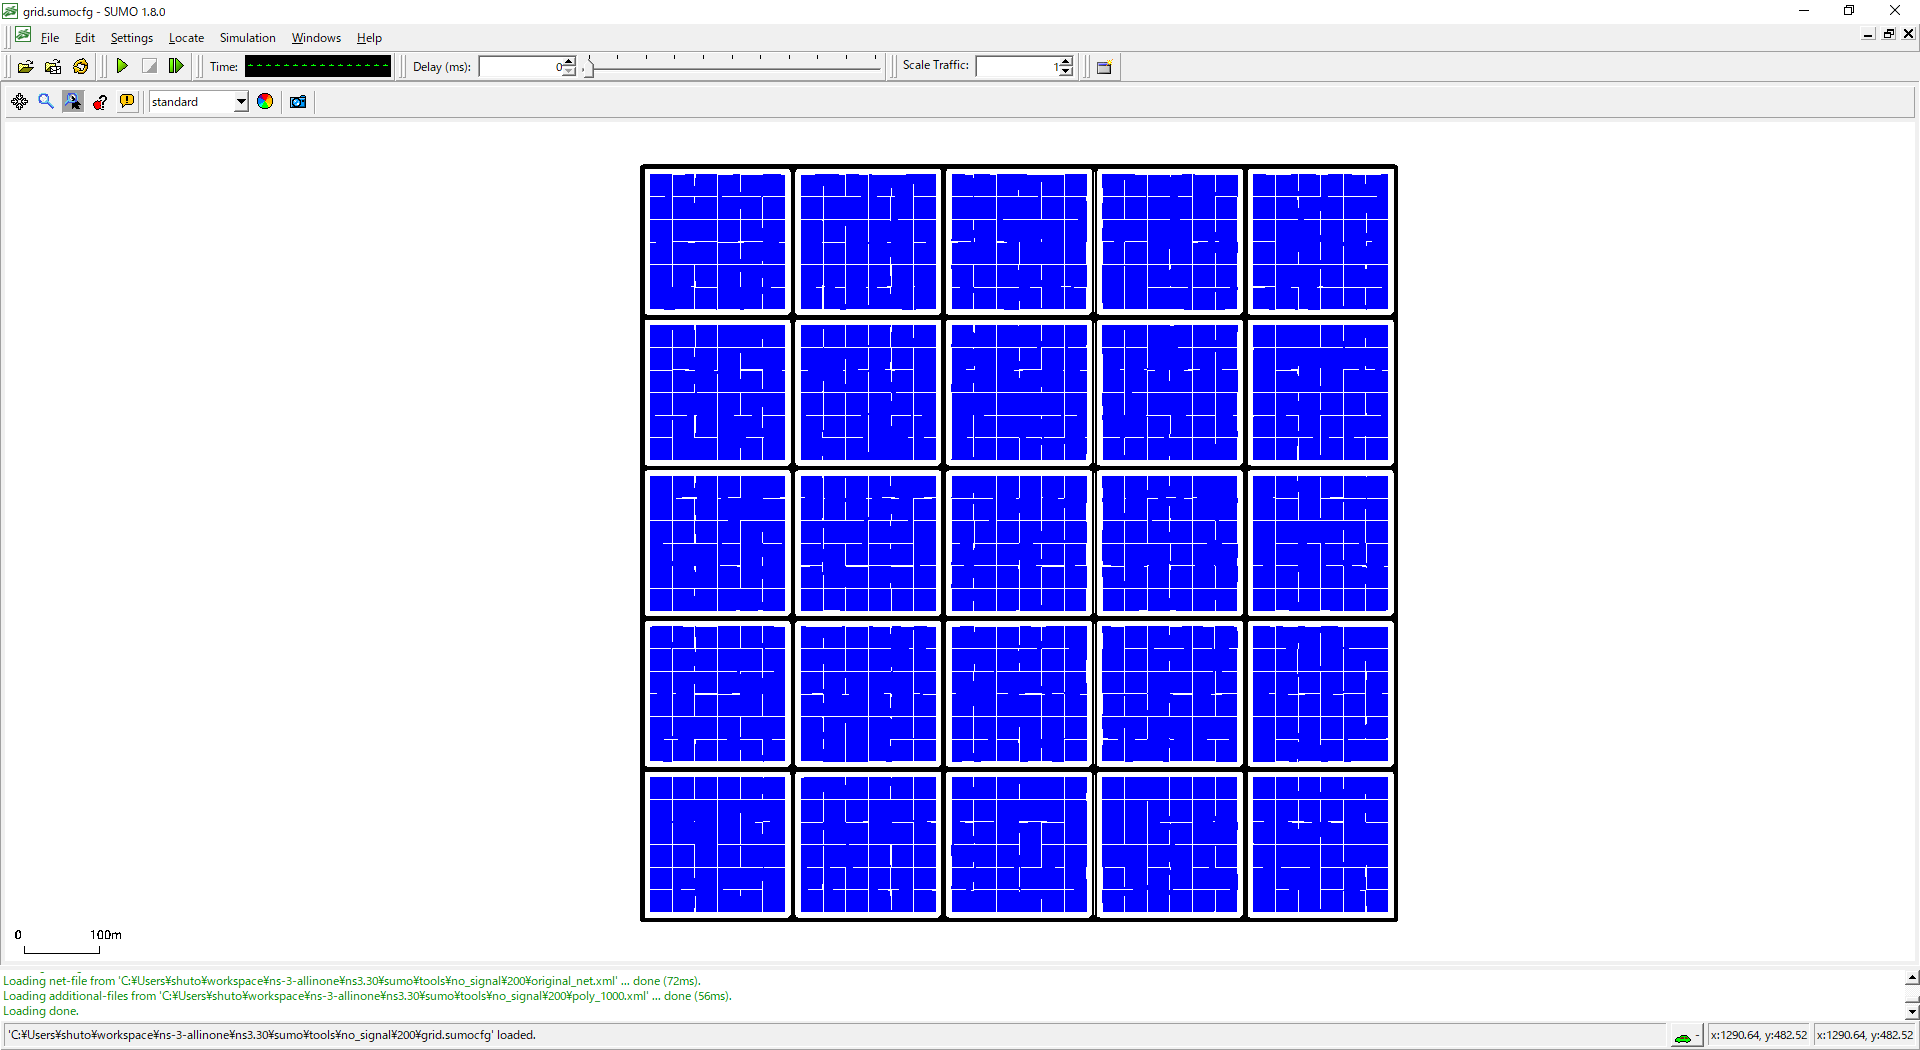 grid.sumocfg - SUMO 1.8.0
File Edit Settings Locate Simulation Windows Help
Time: Delay (ms): 0 Scale Traffic: 1
standard
0 100m
Loading net-file from 'C:¥Users¥shuto¥workspace¥ns-3-allinone¥ns3.30¥sumo¥tools¥no_signal¥200¥original_net.xml' ... done (72ms).
Loading additional-files from 'C:¥Users¥shuto¥workspace¥ns-3-allinone¥ns3.30¥sumo¥tools¥no_signal¥200¥poly_1000.xml' ... done (56ms).
Loading done.
'C:¥Users¥shuto¥workspace¥ns-3-allinone¥ns3.30¥sumo¥tools¥no_signal¥200¥grid.sumocfg' loaded. - x:1290.64, y:482.52 x:1290.64, y:482.52